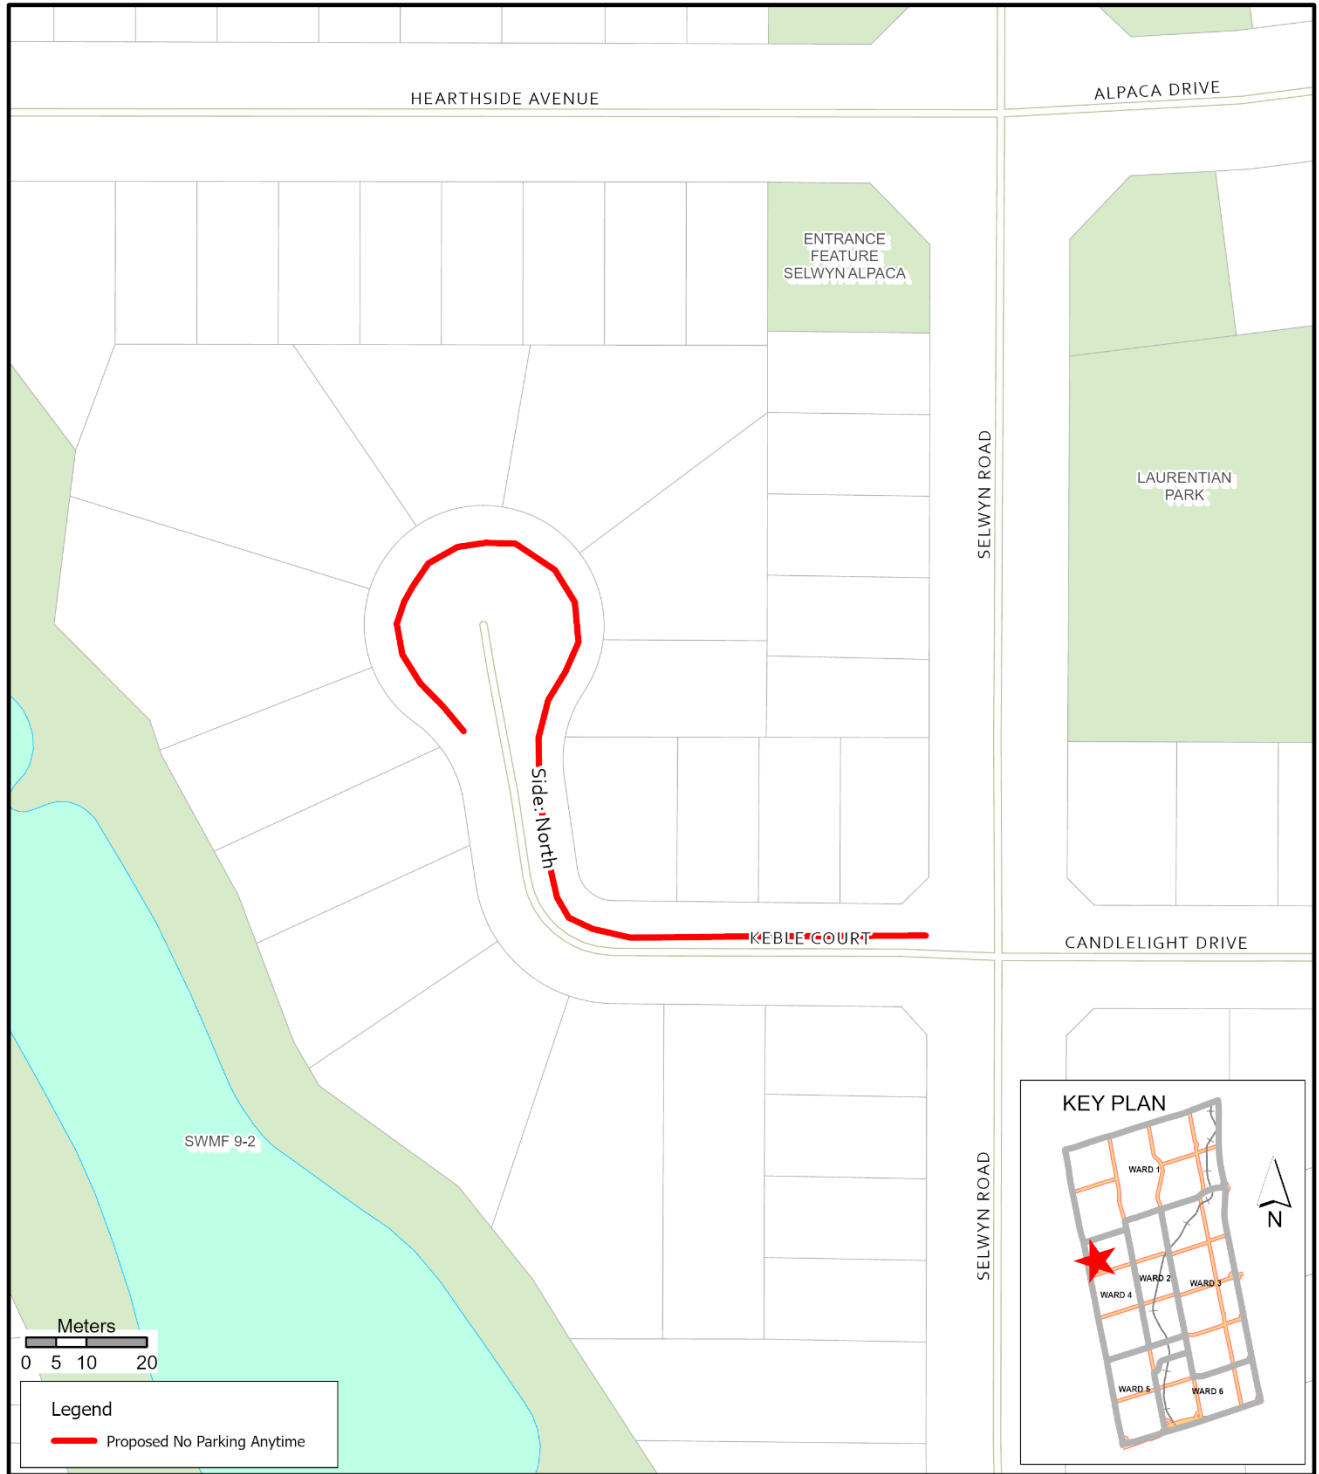 HEARTHSIDE AVENUE
ALPACA DRIVE
ENTRANCE
FEATURE
SELWYN ALPACA
SELWYN ROAD
LAURENTIAN
PARK
Side: North
KEBLE COURT
CANDLELIGHT DRIVE
SWMF 9-2
SELWYN ROAD
KEY PLAN
WARD 1
N
WARD 2
WARD 3
WARD 4
WARD 5
WARD 6
Meters
0 5 10 20
Legend
Proposed No Parking Anytime